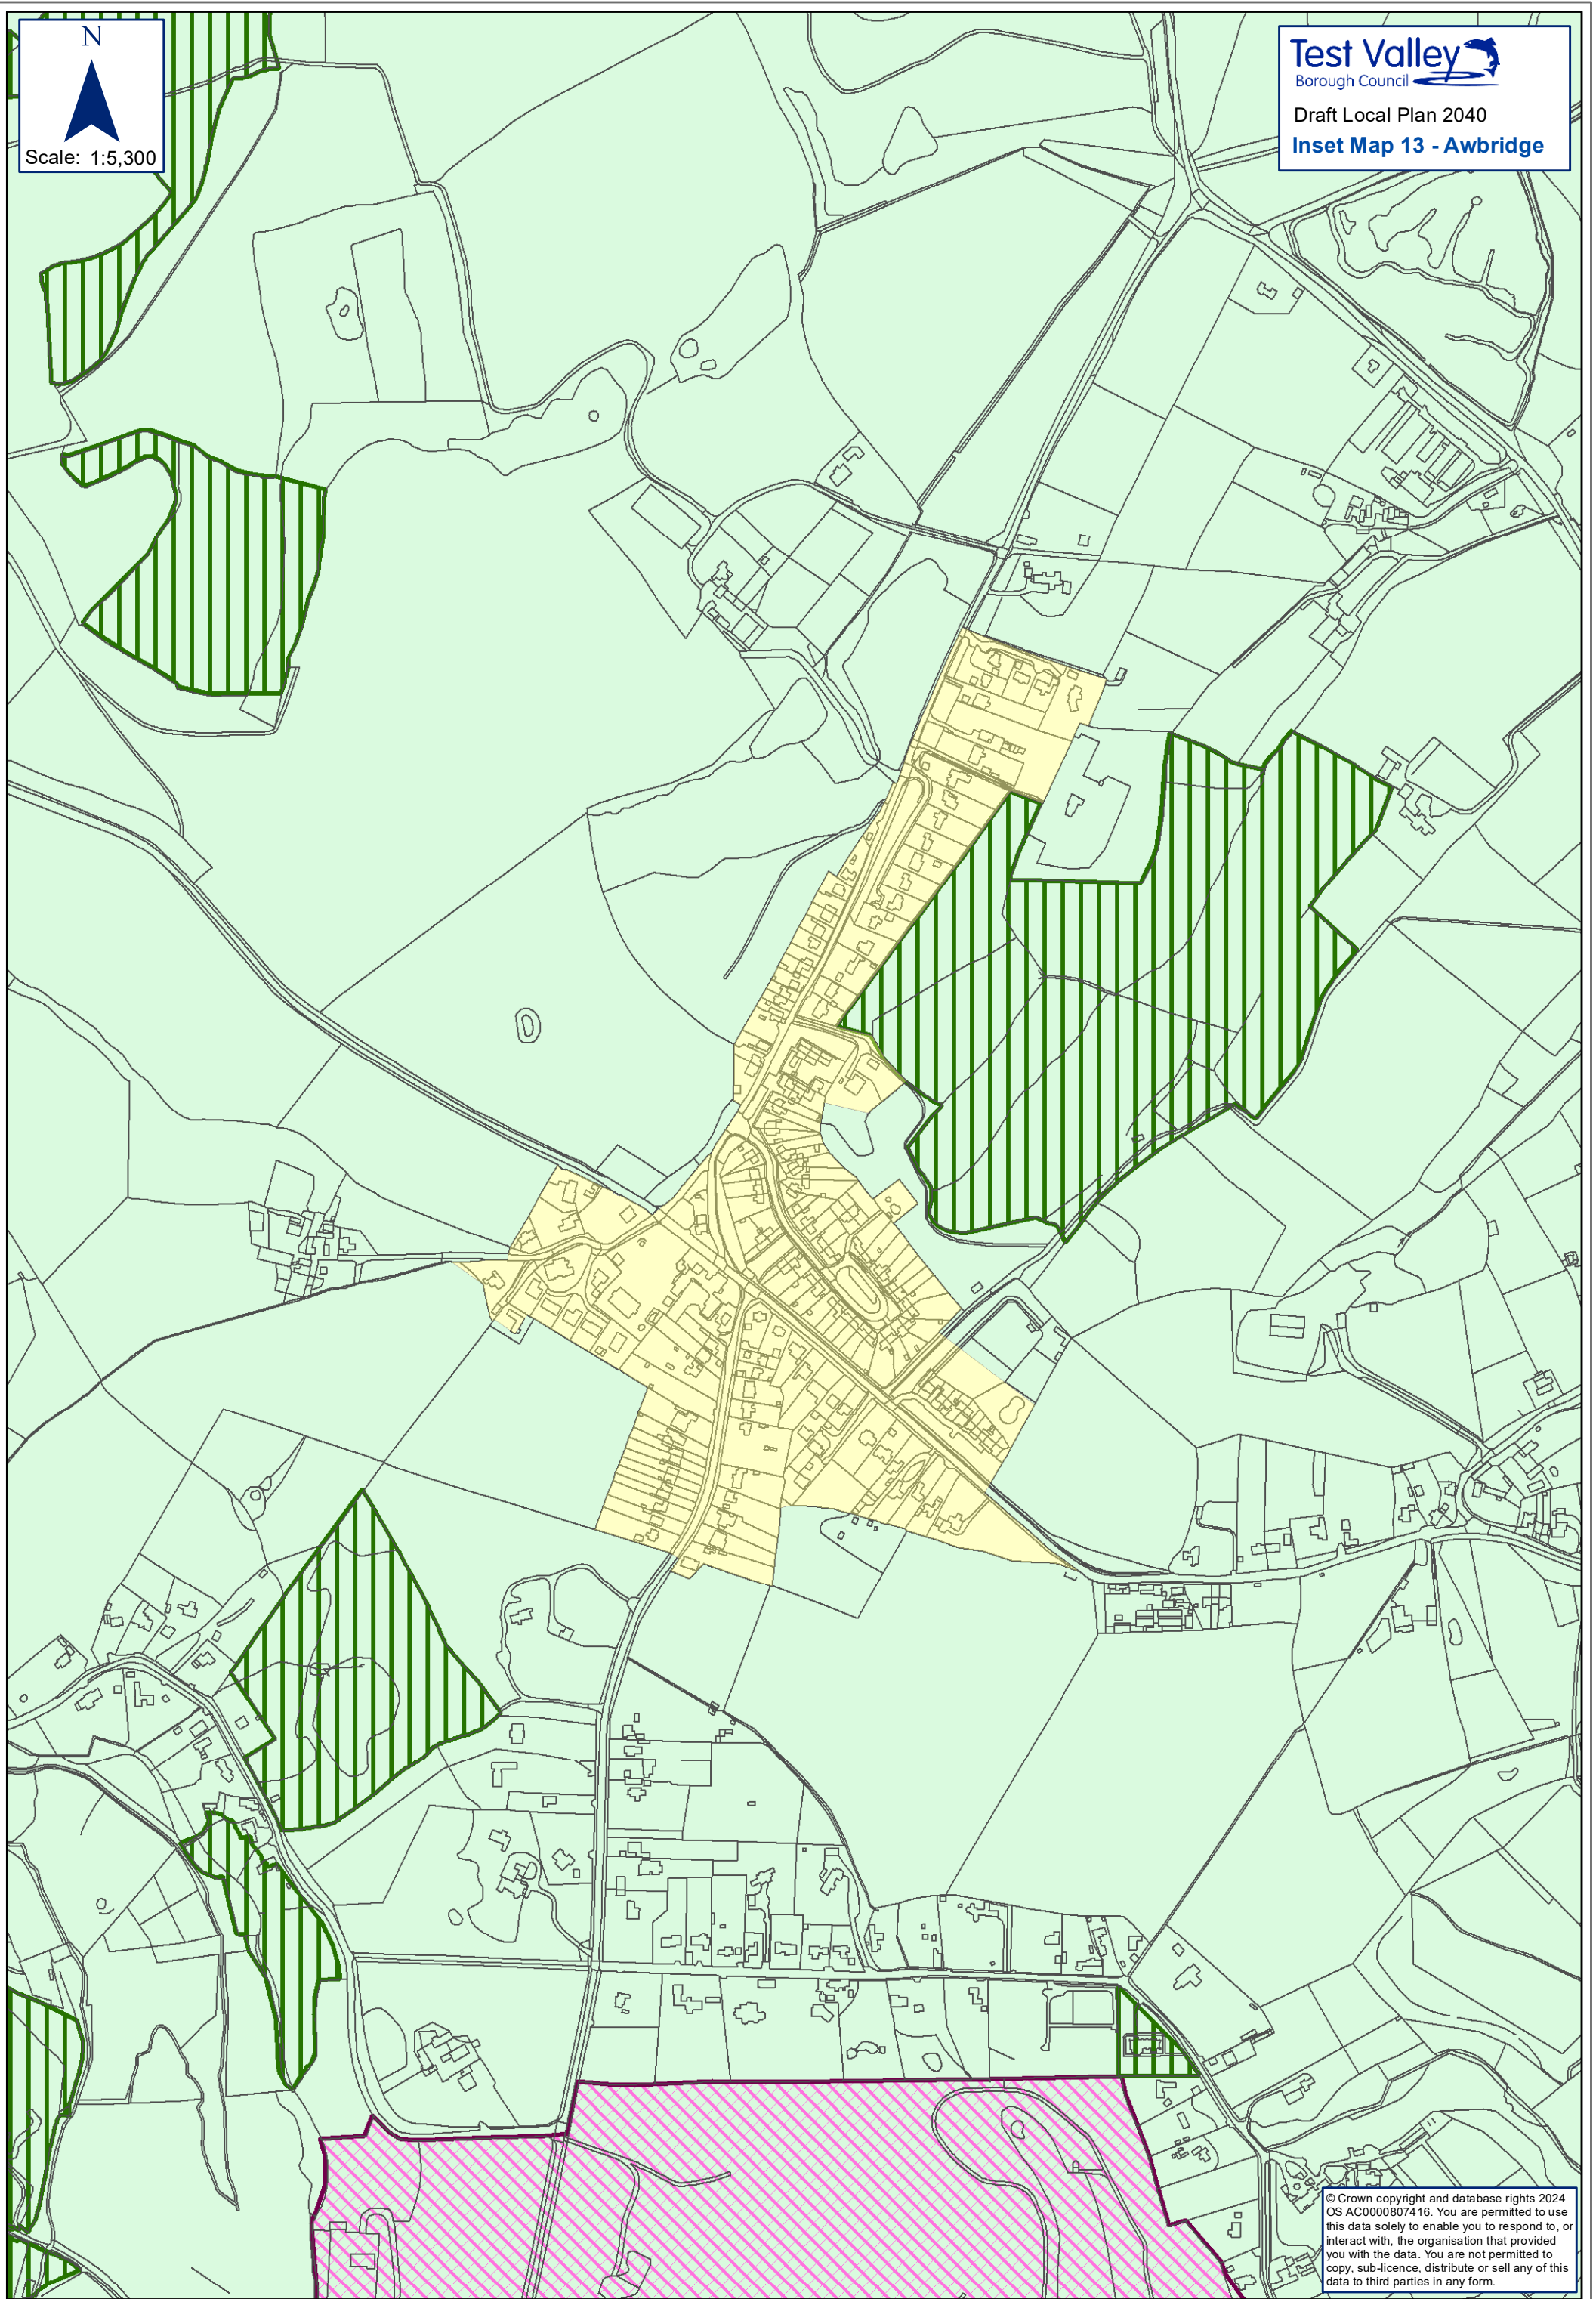 N
Scale: 1:5,300
Test Valley
Borough Council
Draft Local Plan 2040
Inset Map 13 - Awbridge
© Crown copyright and database rights 2024
OS AC0000807416. You are permitted to use
this data solely to enable you to respond to, or
interact with, the organisation that provided
you with the data. You are not permitted to
copy, sub-licence, distribute or sell any of this
data to third parties in any form.